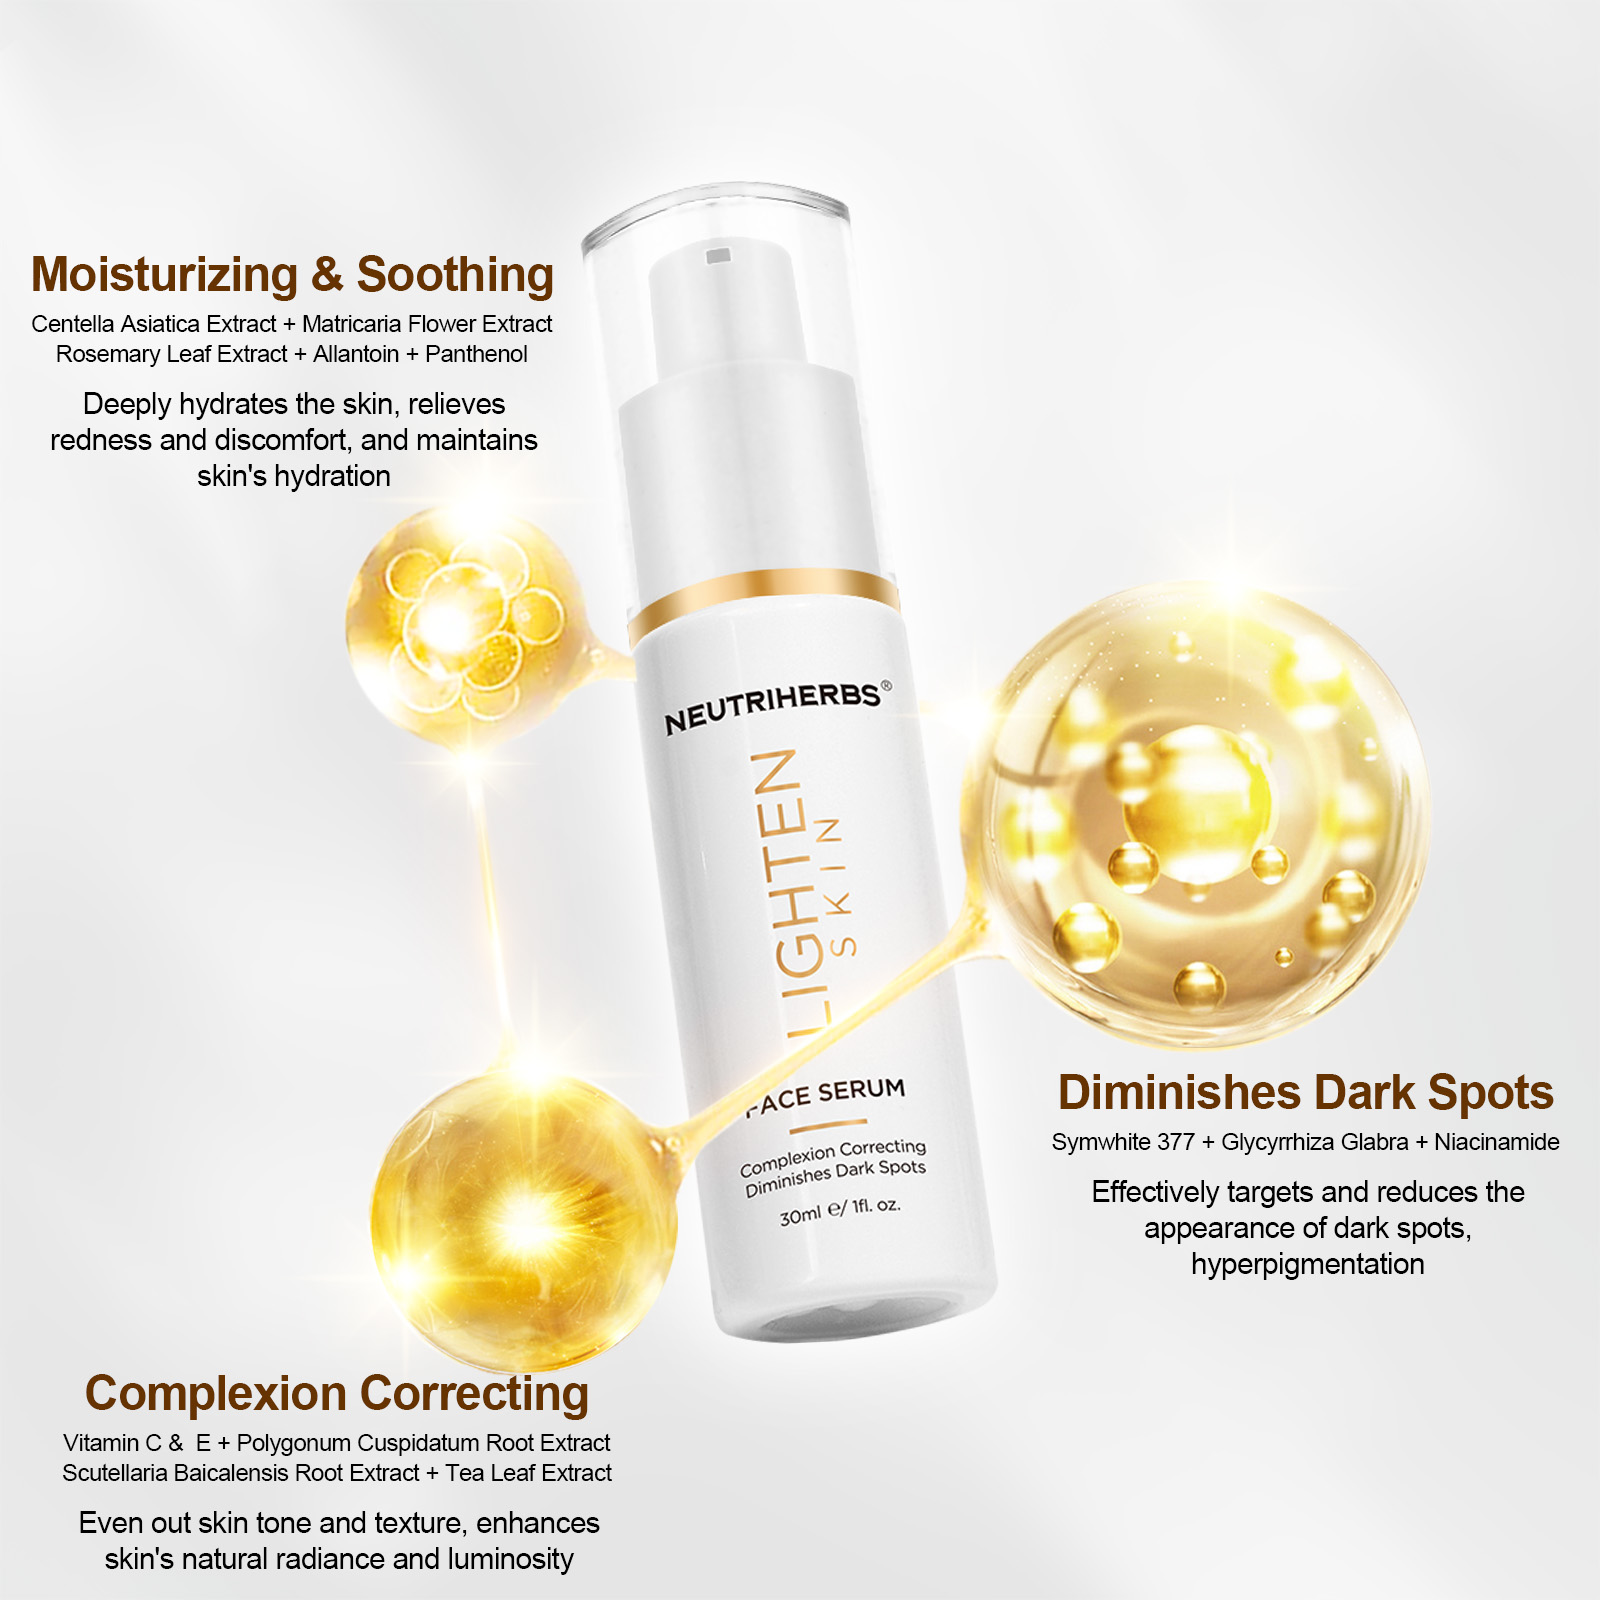 Moisturizing & Soothing
Centella Asiatica Extract + Matricaria Flower Extract
Rosemary Leaf Extract + Allantoin + Panthenol
Deeply hydrates the skin, relieves
redness and discomfort, and maintains
skin's hydration
NEUTRIHERBS®
LIGHTEN
SKIN
FACE SERUM
Complexion Correcting
Diminishes Dark Spots
30ml ℮/ 1fl. oz.
Diminishes Dark Spots
Symwhite 377 + Glycyrrhiza Glabra + Niacinamide
Effectively targets and reduces the
appearance of dark spots,
hyperpigmentation
Complexion Correcting
Vitamin C &  E + Polygonum Cuspidatum Root Extract
Scutellaria Baicalensis Root Extract + Tea Leaf Extract
Even out skin tone and texture, enhances
skin's natural radiance and luminosity